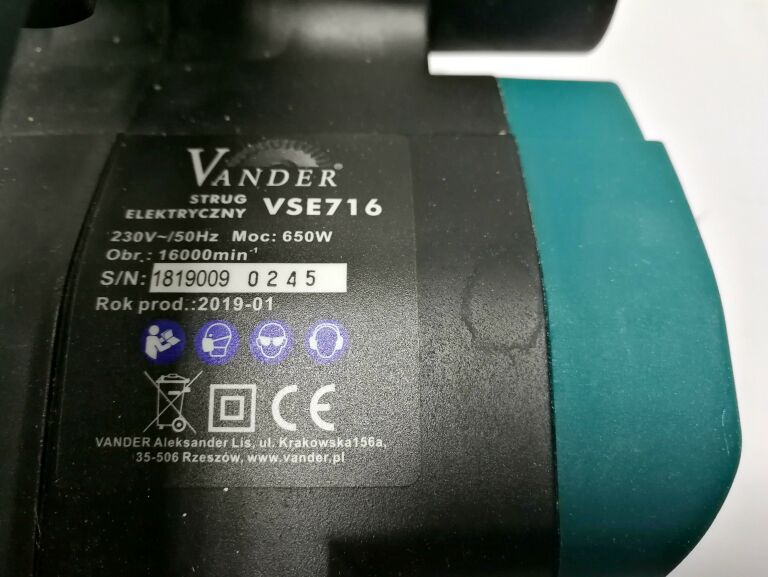 VANDER®
STRUG
ELEKTRYCZNY VSE716
230V~/50Hz Moc: 650W
Obr.: 16000min⁻¹
S/N: 1819009 0245
Rok prod.:2019-01
CE
VANDER Aleksander Lis, ul. Krakowska156a,
35-506 Rzeszów, www.vander.pl